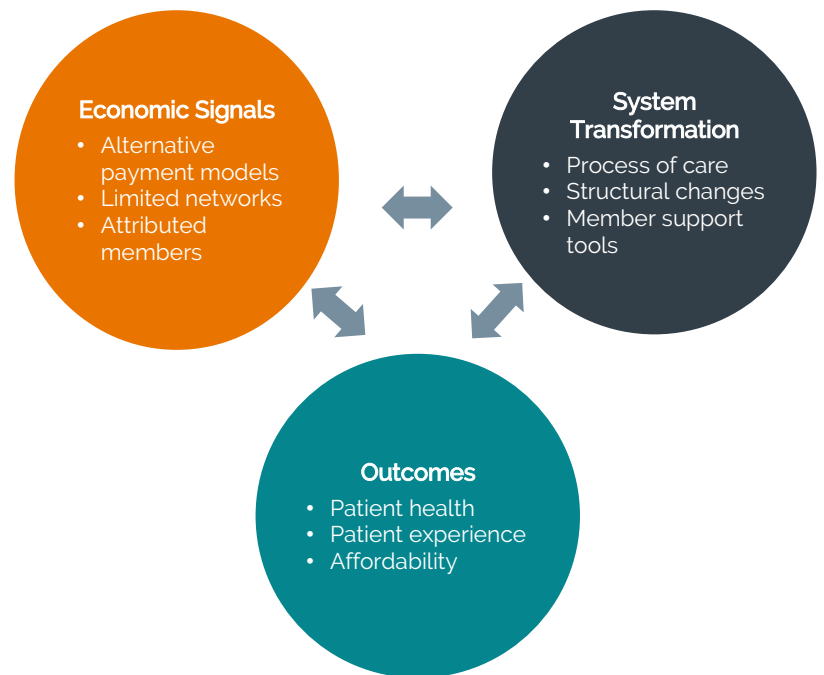 Economic Signals
• Alternative
payment models
• Limited networks
• Attributed
members
System
Transformation
• Process of care
• Structural changes
• Member support
tools
Outcomes
• Patient health
• Patient experience
• Affordability